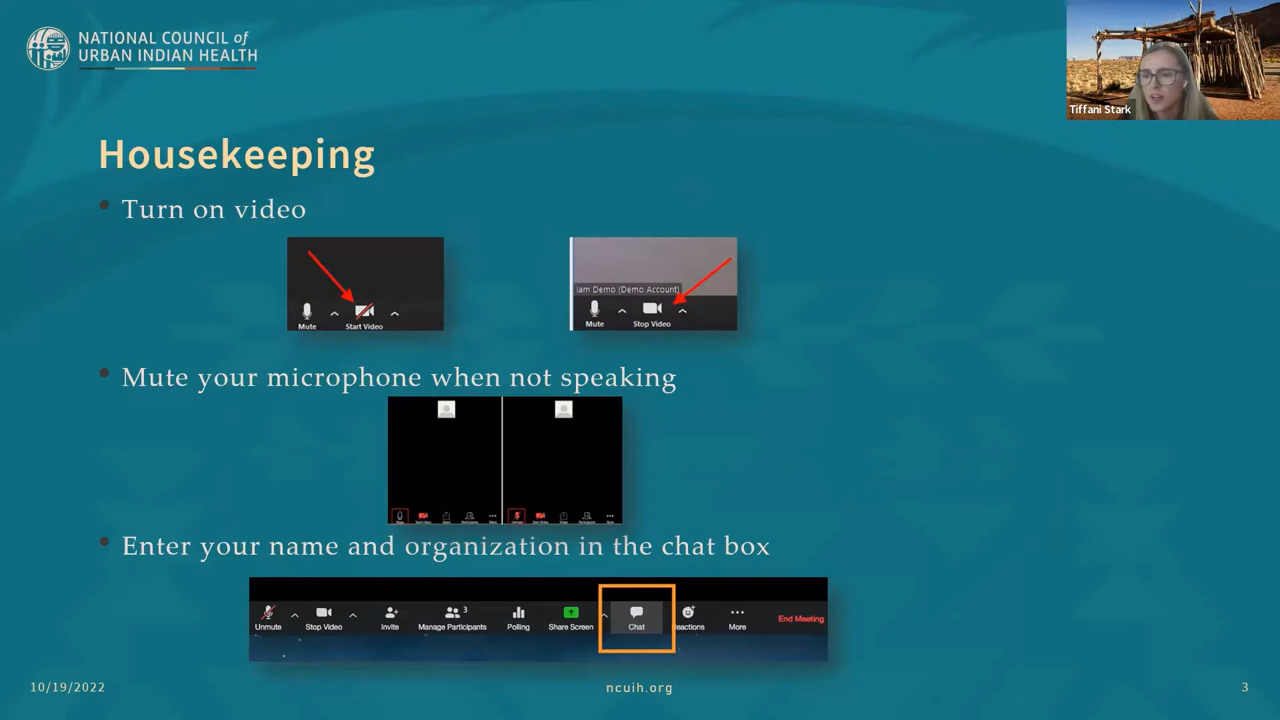 NATIONAL COUNCIL of
URBAN INDIAN HEALTH
Tiffani Stark
Housekeeping
• Turn on video
Mute Start Video
Iam Demo (Demo Account)
Mute Stop Video
• Mute your microphone when not speaking
• Enter your name and organization in the chat box
3
Unmute Stop Video Invite Manage Participants Polling Share Screen Chat Reactions More End Meeting
10/19/2022 ncuih.org 3